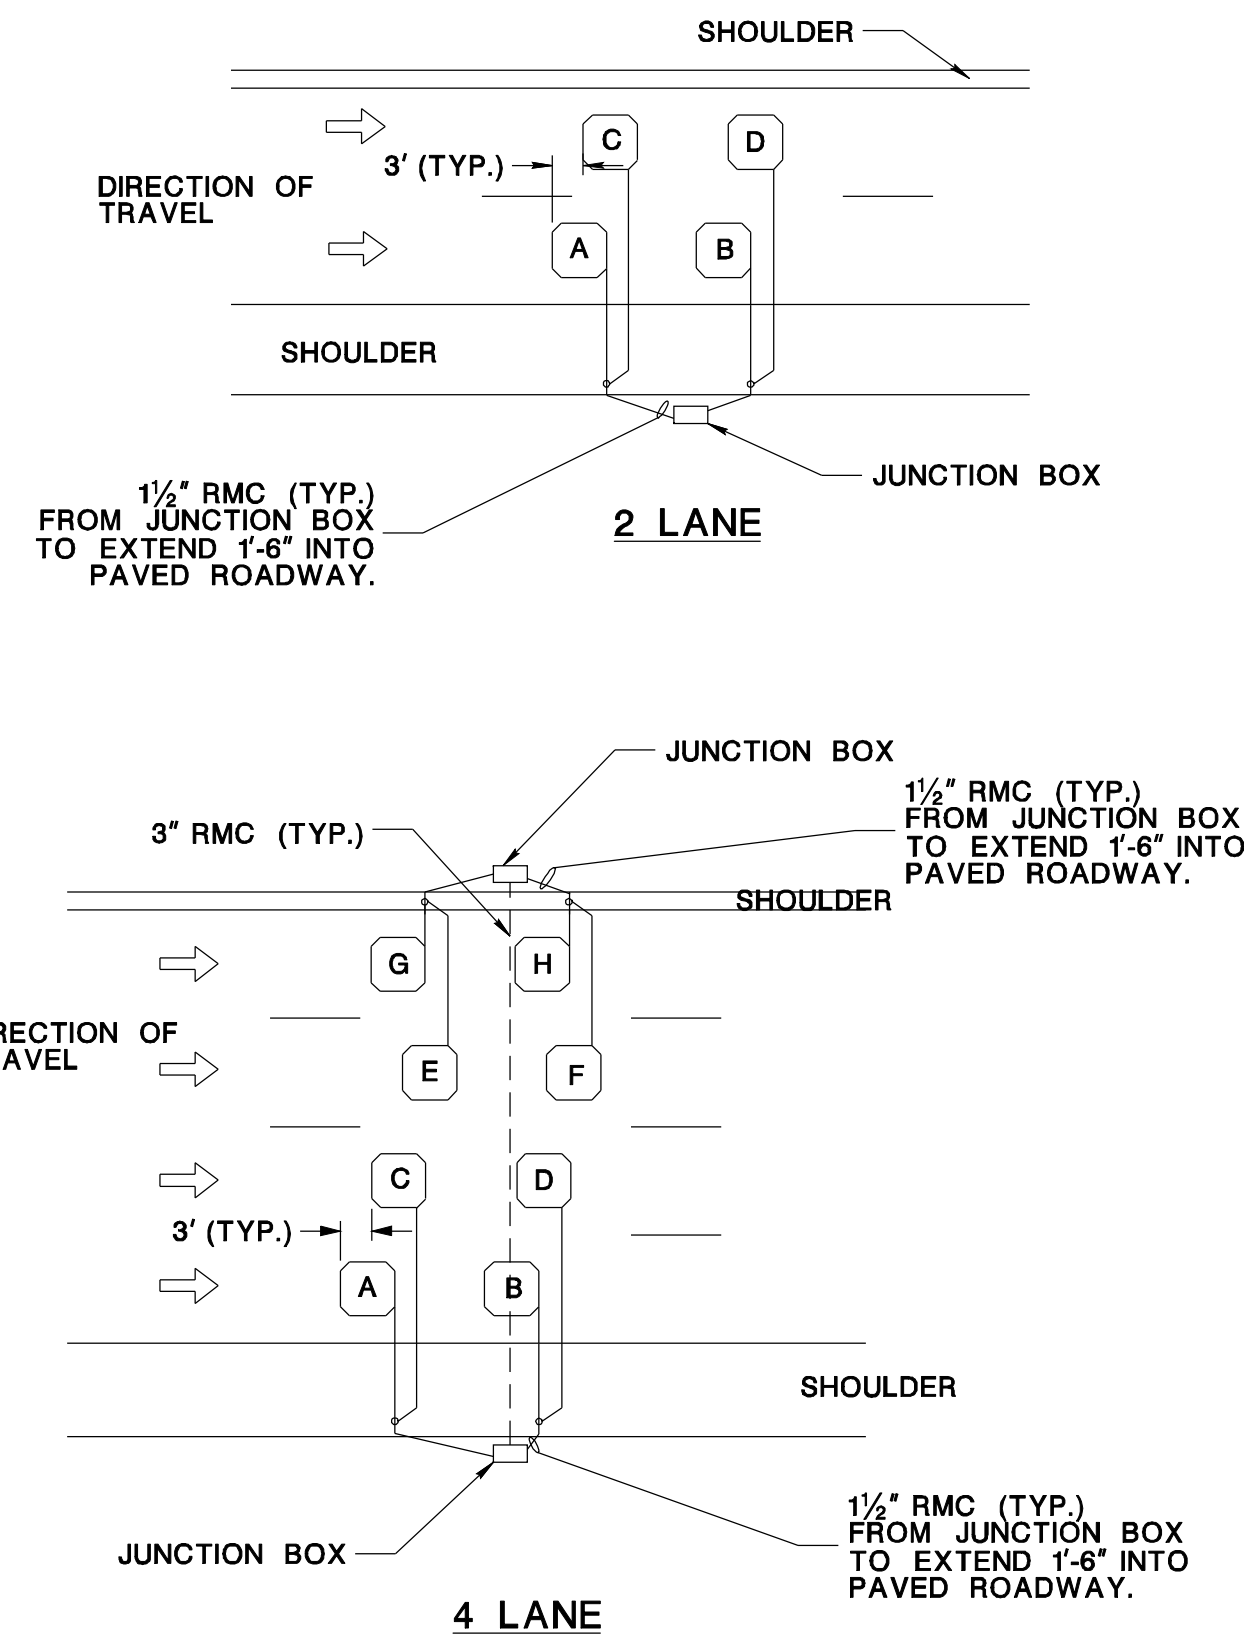 SHOULDER
C
D
3' (TYP.)
DIRECTION OF
TRAVEL
A
B
SHOULDER
JUNCTION BOX
1½" RMC (TYP.)
FROM JUNCTION BOX
TO EXTEND 1'-6" INTO
PAVED ROADWAY.
2 LANE
JUNCTION BOX
1½" RMC (TYP.)
FROM JUNCTION BOX
TO EXTEND 1'-6" INTO
PAVED ROADWAY.
3" RMC (TYP.)
SHOULDER
G
H
RECTION OF
AVEL
E
F
C
D
3' (TYP.)
A
B
SHOULDER
1½" RMC (TYP.)
FROM JUNCTION BOX
TO EXTEND 1'-6" INTO
PAVED ROADWAY.
JUNCTION BOX
4 LANE